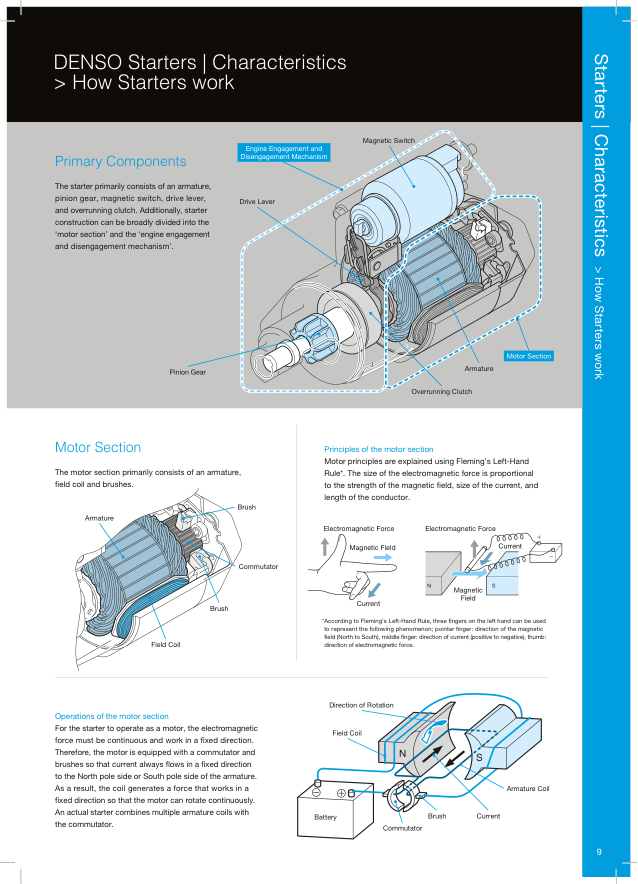 DENSO Starters | Characteristics
> How Starters work
Starters | Characteristics > How Starters work
Primary Components
The starter primarily consists of an armature,
pinion gear, magnetic switch, drive lever,
and overrunning clutch. Additionally, starter
construction can be broadly divided into the
‘motor section’ and the ‘engine engagement
and disengagement mechanism’.
Engine Engagement and
Disengagement Mechanism
Magnetic Switch
Drive Lever
Pinion Gear
Motor Section
Armature
Overrunning Clutch
Motor Section
The motor section primarily consists of an armature,
field coil and brushes.
Armature
Brush
Commutator
Brush
Field Coil
Principles of the motor section
Motor principles are explained using Fleming’s Left-Hand
Rule*. The size of the electromagnetic force is proportional
to the strength of the magnetic field, size of the current, and
length of the conductor.
Electromagnetic Force
Magnetic Field
Current
Electromagnetic Force
Current
+
−
N
S
Magnetic
Field
*According to Fleming’s Left-Hand Rule, three fingers on the left hand can be used
to represent the following phenomenon; pointer finger: direction of the magnetic
field (North to South), middle finger: direction of current (positive to negative), thumb:
direction of electromagnetic force.
Operations of the motor section
For the starter to operate as a motor, the electromagnetic
force must be continuous and work in a fixed direction.
Therefore, the motor is equipped with a commutator and
brushes so that current always flows in a fixed direction
to the North pole side or South pole side of the armature.
As a result, the coil generates a force that works in a
fixed direction so that the motor can rotate continuously.
An actual starter combines multiple armature coils with
the commutator.
Direction of Rotation
Field Coil
N
S
Armature Coil
− +
Battery
Brush
Current
Commutator
9